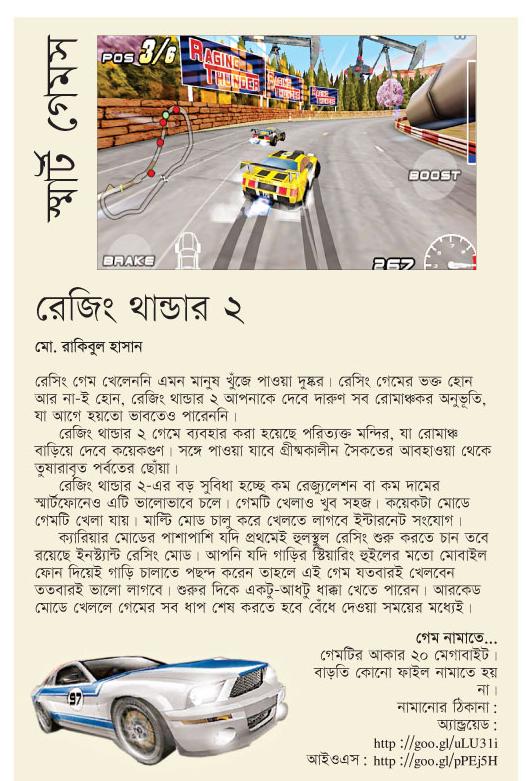 স্মার্ট গেমস
POS 3/6
RAGING THUNDER
BOOST
BRAKE
267
রেজিং থান্ডার ২
মো. রাকিবুল হাসান
রেসিং গেম খেলেননি এমন মানুষ খুঁজে পাওয়া দুষ্কর। রেসিং গেমের ভক্ত হোন
আর না-ই হোন, রেজিং থান্ডার ২ আপনাকে দেবে দারুণ সব রোমাঞ্চকর অনুভূতি,
যা আগে হয়তো ভাবতেও পারেননি।
রেজিং থান্ডার ২ গেমে ব্যবহার করা হয়েছে পরিত্যক্ত মন্দির, যা রোমাঞ্চ
বাড়িয়ে দেবে কয়েকগুণ। সঙ্গে পাওয়া যাবে গ্রীষ্মকালীন সৈকতের আবহাওয়া থেকে
তুষারাবৃত পর্বতের ছোঁয়া।
রেজিং থান্ডার ২-এর বড় সুবিধা হচ্ছে কম রেজ্যুলেশন বা কম দামের
স্মার্টফোনেও এটি ভালোভাবে চলে। গেমটি খেলাও খুব সহজ। কয়েকটা মোডে
গেমটি খেলা যায়। মাল্টি মোড চালু করে খেলতে লাগবে ইন্টারনেট সংযোগ।
ক্যারিয়ার মোডের পাশাপাশি যদি প্রথমেই হুলস্থুল রেসিং শুরু করতে চান তবে
রয়েছে ইনস্ট্যান্ট রেসিং মোড। আপনি যদি গাড়ির স্টিয়ারিং হুইলের মতো মোবাইল
ফোন দিয়েই গাড়ি চালাতে পছন্দ করেন তাহলে এই গেম যতবারই খেলবেন
ততবারই ভালো লাগবে। শুরুর দিকে একটু-আধটু ধাক্কা খেতে পারেন। আরকেড
মোডে খেললে গেমের সব ধাপ শেষ করতে হবে বেঁধে দেওয়া সময়ের মধ্যেই।
গেম নামাতে...
গেমটির আকার ২০ মেগাবাইট।
বাড়তি কোনো ফাইল নামাতে হয়
না।
নামানোর ঠিকানা :
অ্যান্ড্রয়েড :
http ://goo.gl/uLU31i
আইওএস : http ://goo.gl/pPEj5H
97